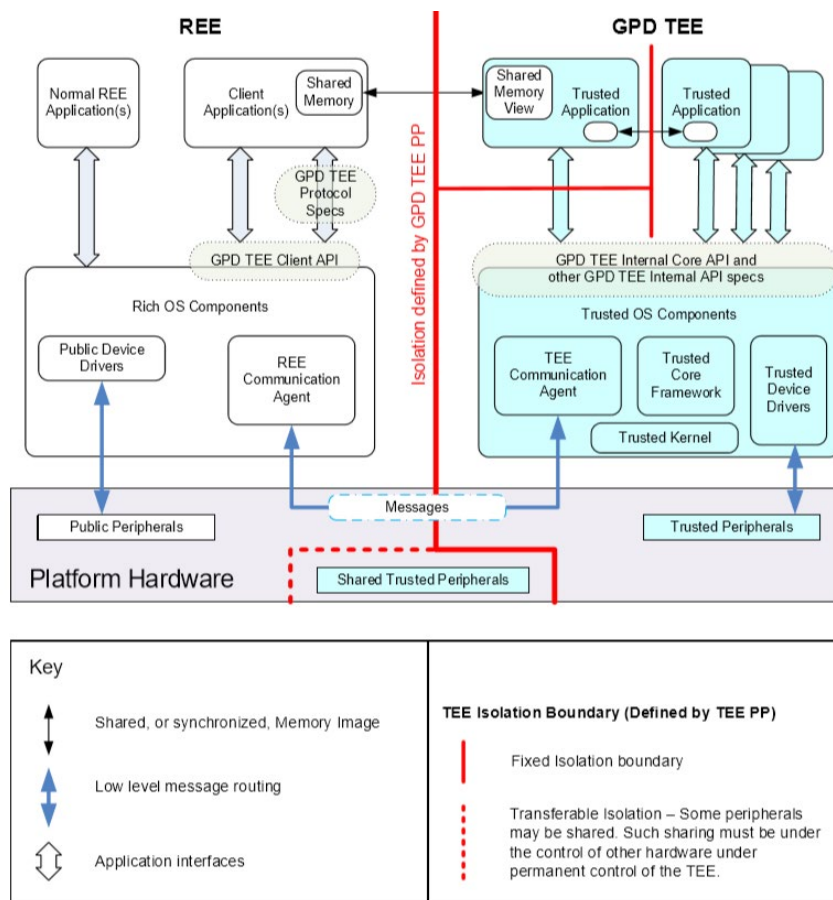 REE
GPD TEE
Normal REE
Application(s)
Client
Application(s)
Shared
Memory
Shared
Memory
View
Trusted
Application
Trusted
Application
GPD TEE
Protocol
Specs
Isolation defined by GPD TEE PP
GPD TEE Client API
GPD TEE Internal Core API and
other GPD TEE Internal API specs
Rich OS Components
Trusted OS Components
Public Device
Drivers
REE
Communication
Agent
TEE
Communication
Agent
Trusted
Core
Framework
Trusted
Device
Drivers
Trusted Kernel
Messages
Public Peripherals
Trusted Peripherals
Platform Hardware
Shared Trusted Peripherals
Key
Shared, or synchronized, Memory Image
Low level message routing
Application interfaces
TEE Isolation Boundary (Defined by TEE PP)
Fixed Isolation boundary
Transferable Isolation – Some peripherals
may be shared. Such sharing must be under
the control of other hardware under
permanent control of the TEE.